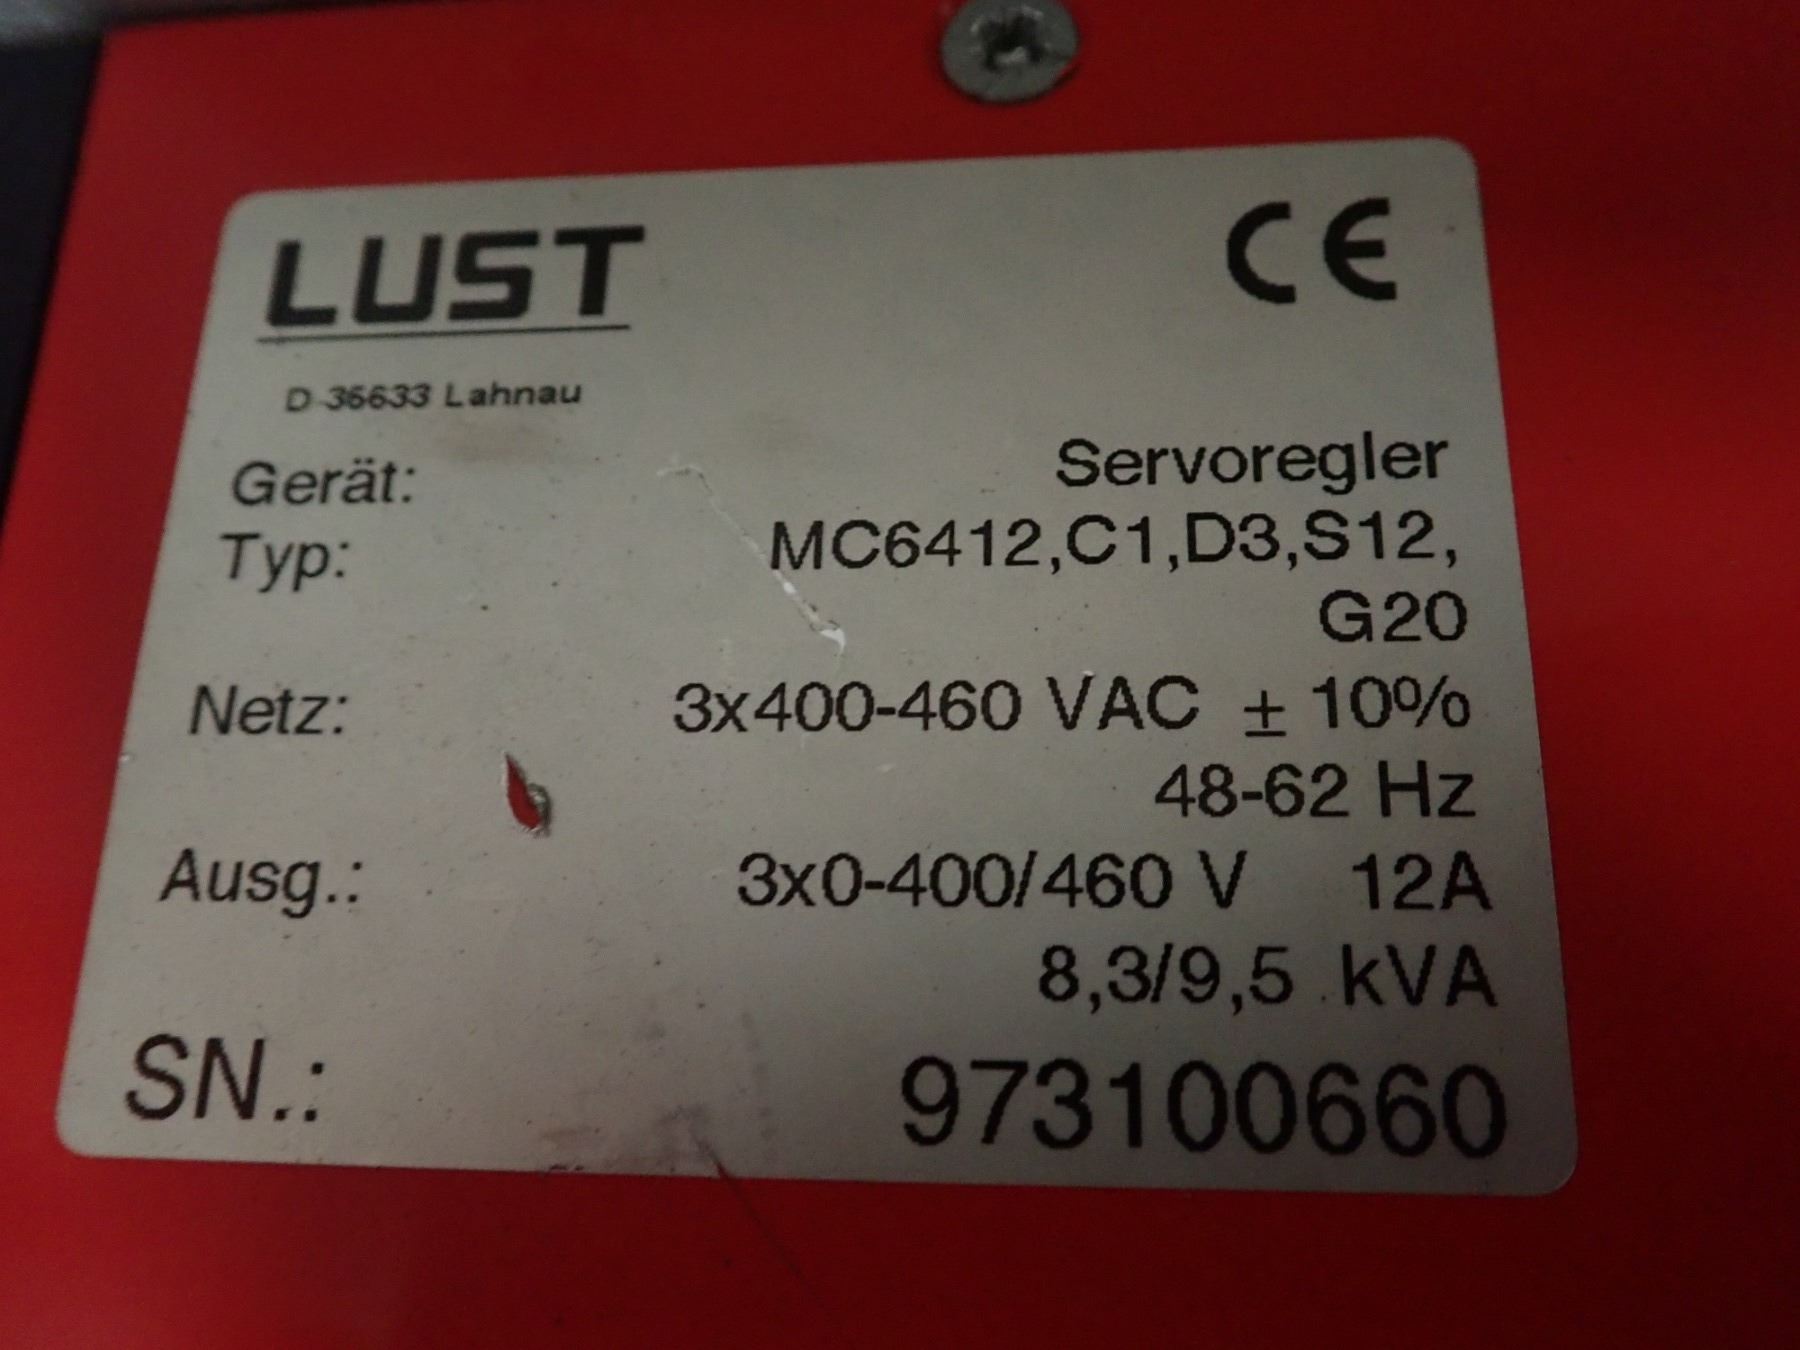 LUST
CE
D-35633 Lahnau
Gerät: Servoregler
Typ: MC6412,C1,D3,S12,
G20
Netz: 3x400-460 VAC ± 10%
48-62 Hz
Ausg.: 3x0-400/460 V 12A
8,3/9,5 kVA
SN.: 973100660